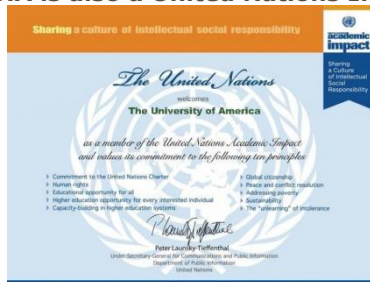 Sharing a culture of intellectual social responsibility
academic
impact
Sharing
a Culture
of Intellectual
Social
Responsibility
The United Nations
welcomes
The University of America
as a member of the United Nations Academic Impact
and values its commitment to the following ten principles
Commitment to the United Nations Charter
Human rights
Educational opportunity for all
Higher education opportunity for every interested individual
Capacity-building in higher education systems
Global citizenship
Peace and conflict resolution
Addressing poverty
Sustainability
The "unlearning" of intolerance
Peter Launsky-Tieffenthal
Under-Secretary-General for Communications and Public Information
Department of Public Information
United Nations